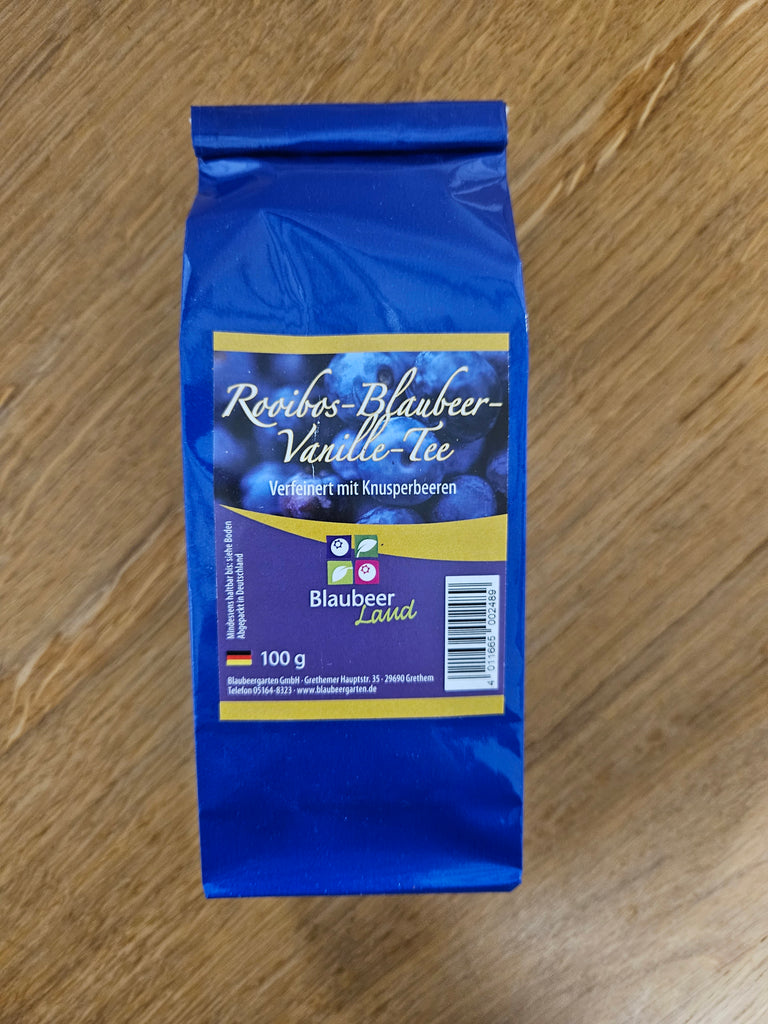 Rooibos-Blaubeer-
Vanille-Tee
Verfeinert mit Knusperbeeren
Mindestens haltbar bis: siehe Boden
Abgepackt in Deutschland
Blaubeer
Land
100 g
Blaubeergarten GmbH · Grethemer Hauptstr. 35 · 29690 Grethem
Telefon 05164-8323 · www.blaubeergarten.de
4 011665 002489